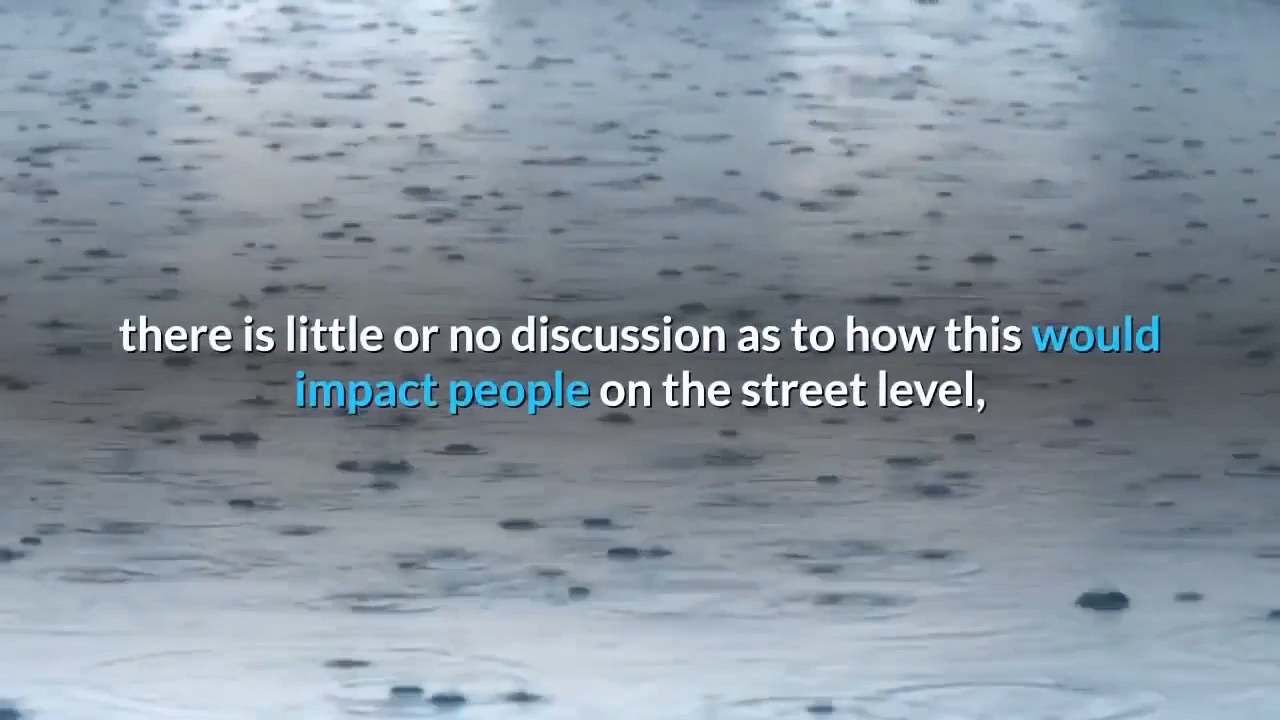 there is little or no discussion as to how this would
impact people on the street level,